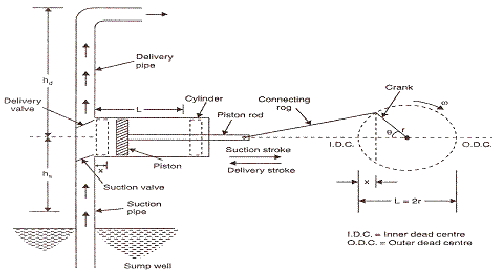 Delivery
pipe
h_d
Delivery
valve
L
Cylinder
Piston rod
Connecting
rog
Crank
ω
θ
r
I.D.C.
O.D.C.
Suction stroke
Delivery stroke
Piston
x
x
L = 2r
h_s
Suction valve
Suction
pipe
Sump well
I.D.C. = Inner dead centre
O.D.C. = Outer dead centre